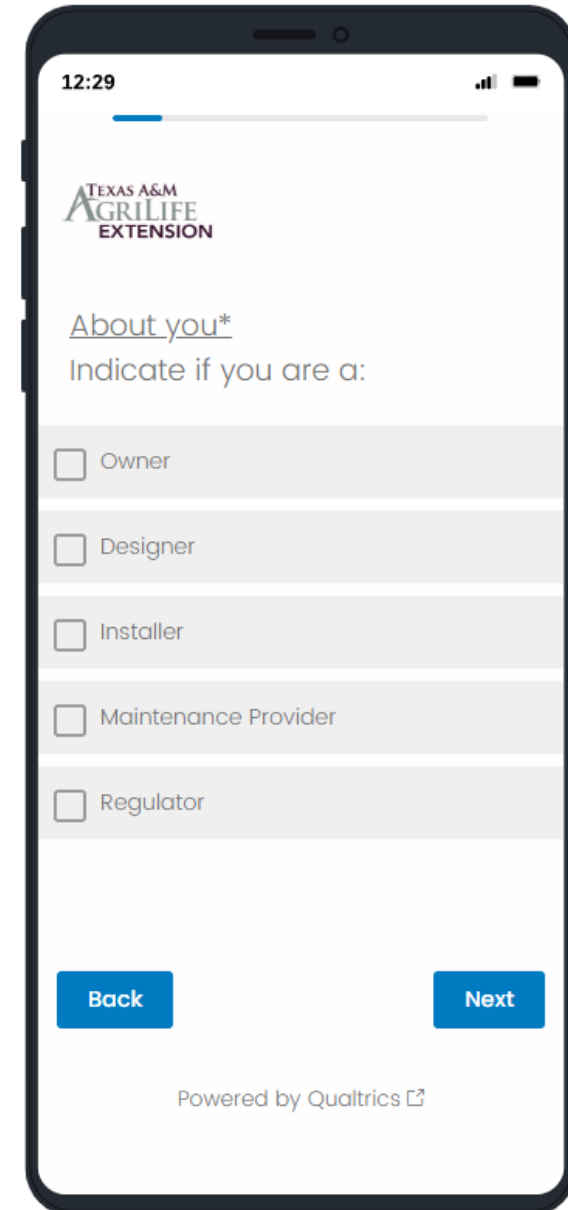 12:29
TEXAS A&M
AGRILIFE
EXTENSION
About you*
Indicate if you are a:
Owner
Designer
Installer
Maintenance Provider
Regulator
Back
Next
Powered by Qualtrics